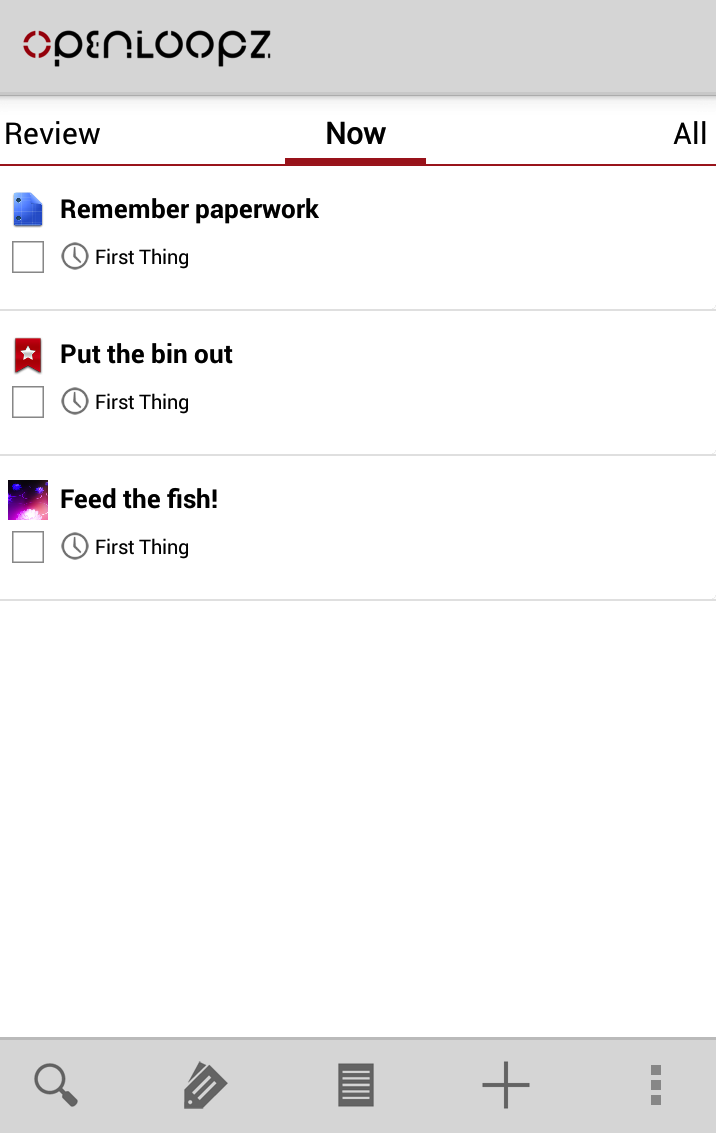 OPENLOOPZ
Review Now All
Remember paperwork
First Thing
Put the bin out
First Thing
Feed the fish!
First Thing